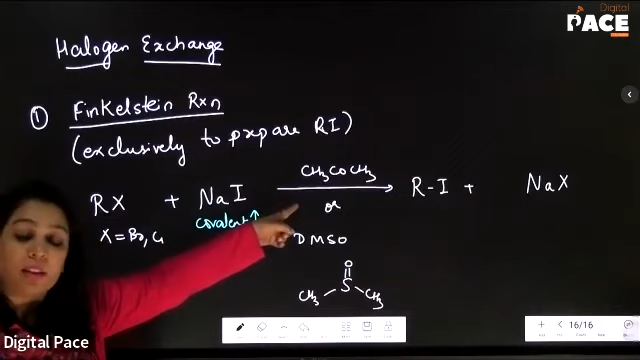 Digital
PACE
Halogen Exchange
① Finkelstein Rxn
(exclusively to prepare RI)
RX + NaI CH₃COCH₃ R-I + NaX
or
covalent↑
X=Br, Cl
DMSO
O
S
CH₃ CH₃
16/16
Digital Pace